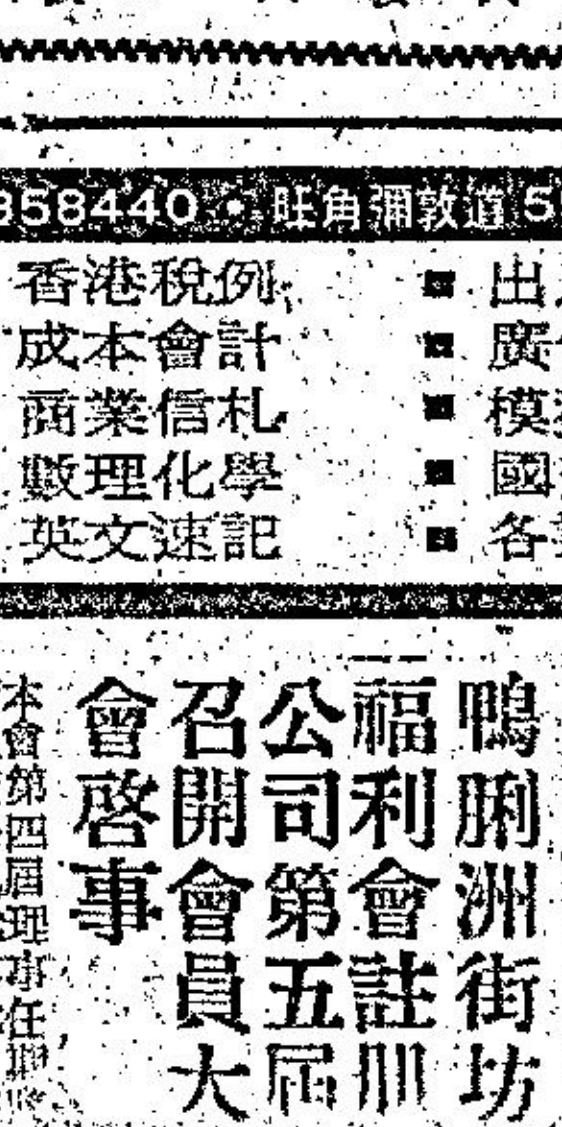 858440・旺角彌敦道5
香港稅例
■ 出
成本會計
■ 廣
商業信札
■ 模
數理化學
■ 國
英文速記
■ 各
鴨脷洲街坊
福利會註冊
公司第五屆
召開會員大
會啓事
本會第四屆理事任期